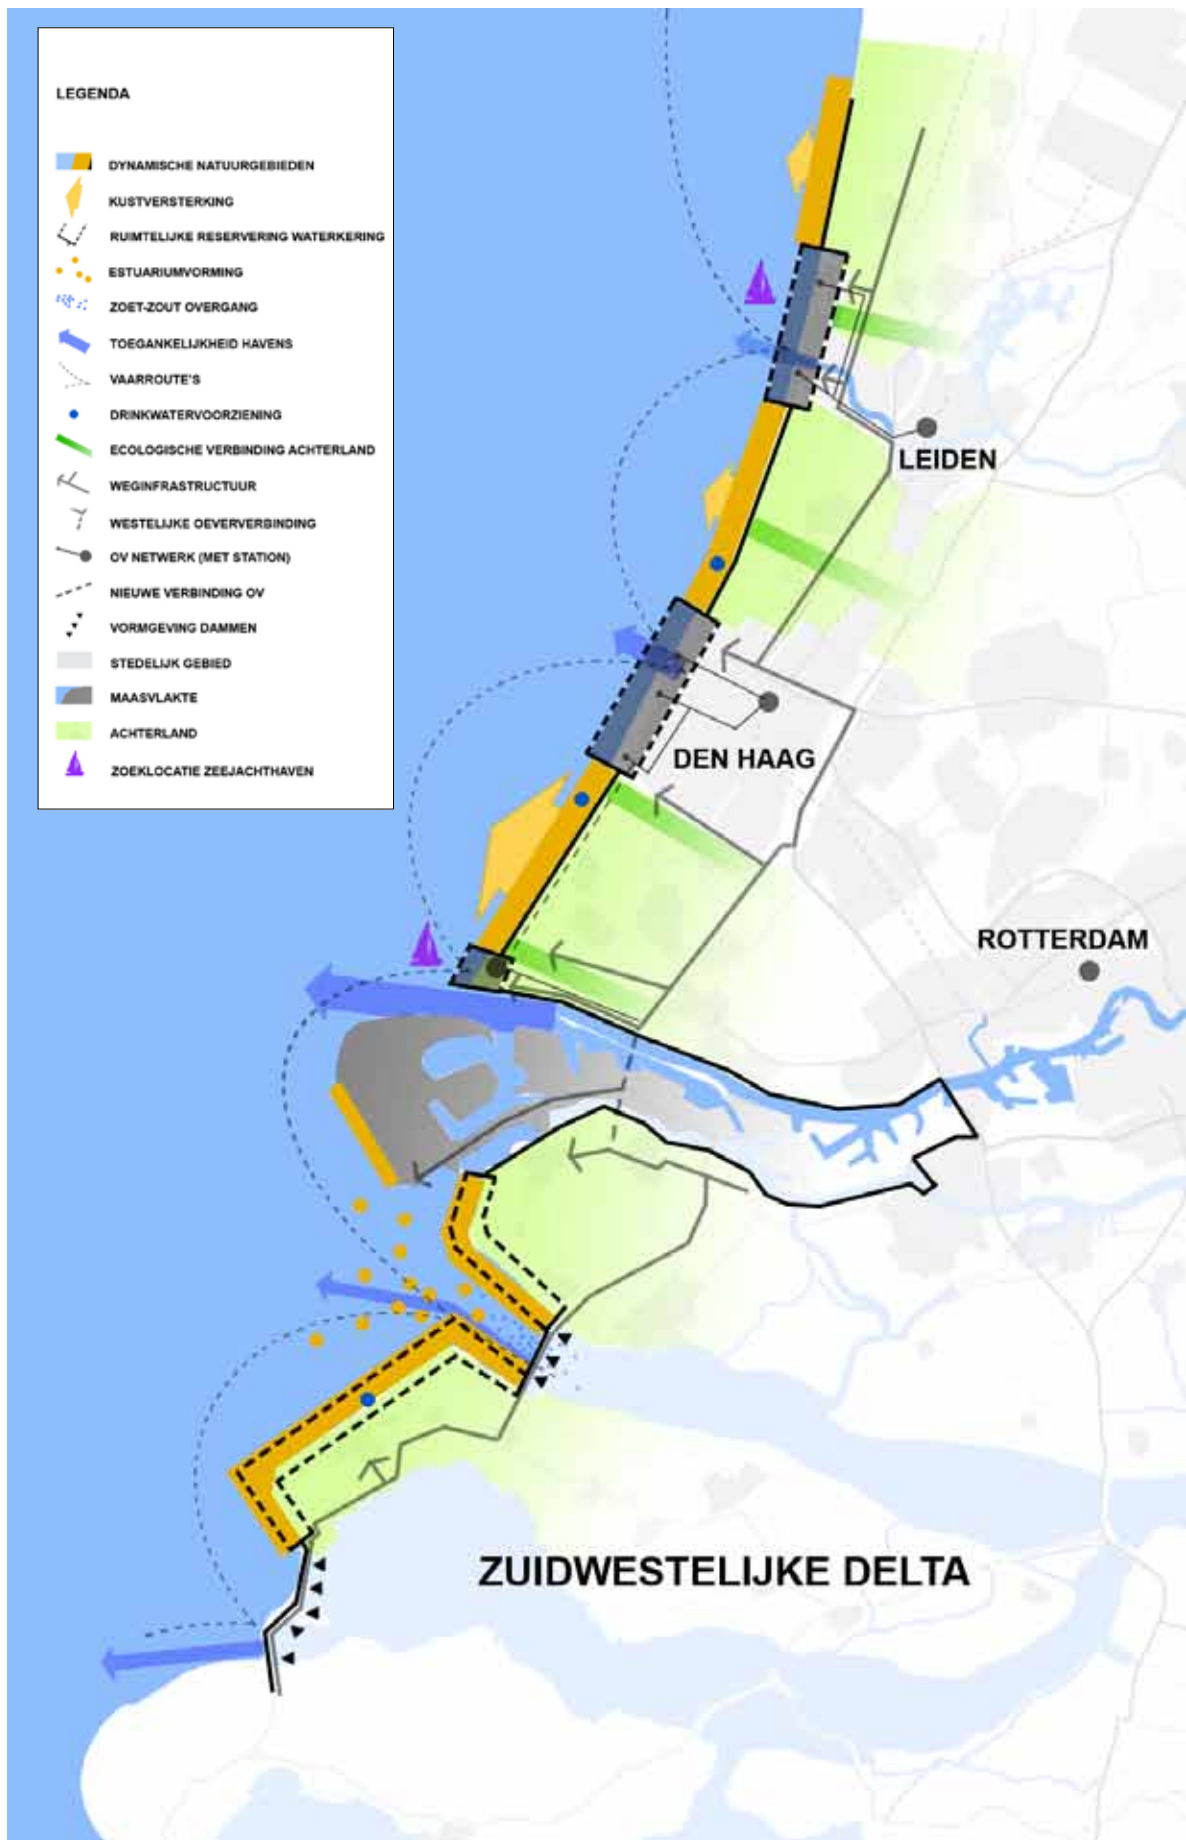 LEGENDA
DYNAMISCHE NATUURGEBIEDEN
KUSTVERSTERKING
RUIMTELIJKE RESERVERING WATERKERING
ESTUARIUMVORMING
ZOET-ZOUT OVERGANG
TOEGANKELIJKHEID HAVENS
VAARROUTE'S
DRINKWATERVOORZIENING
ECOLOGISCHE VERBINDING ACHTERLAND
WEGINFRASTRUCTUUR
WESTELIJKE OEVERVERBINDING
OV NETWERK (MET STATION)
NIEUWE VERBINDING OV
VORMGEVING DAMMEN
STEDELIJK GEBIED
MAASVLAKTE
ACHTERLAND
ZOEKLOCATIE ZEEJACHTHAVEN
LEIDEN
DEN HAAG
ROTTERDAM
ZUIDWESTELIJKE DELTA